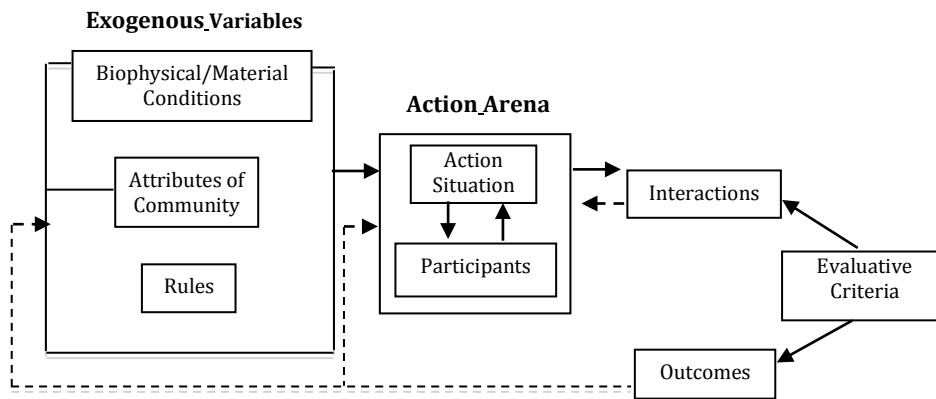 Exogenous Variables
Biophysical/Material
Conditions
Attributes of
Community
Rules
Action Arena
Action
Situation
Participants
Interactions
Evaluative
Criteria
Outcomes